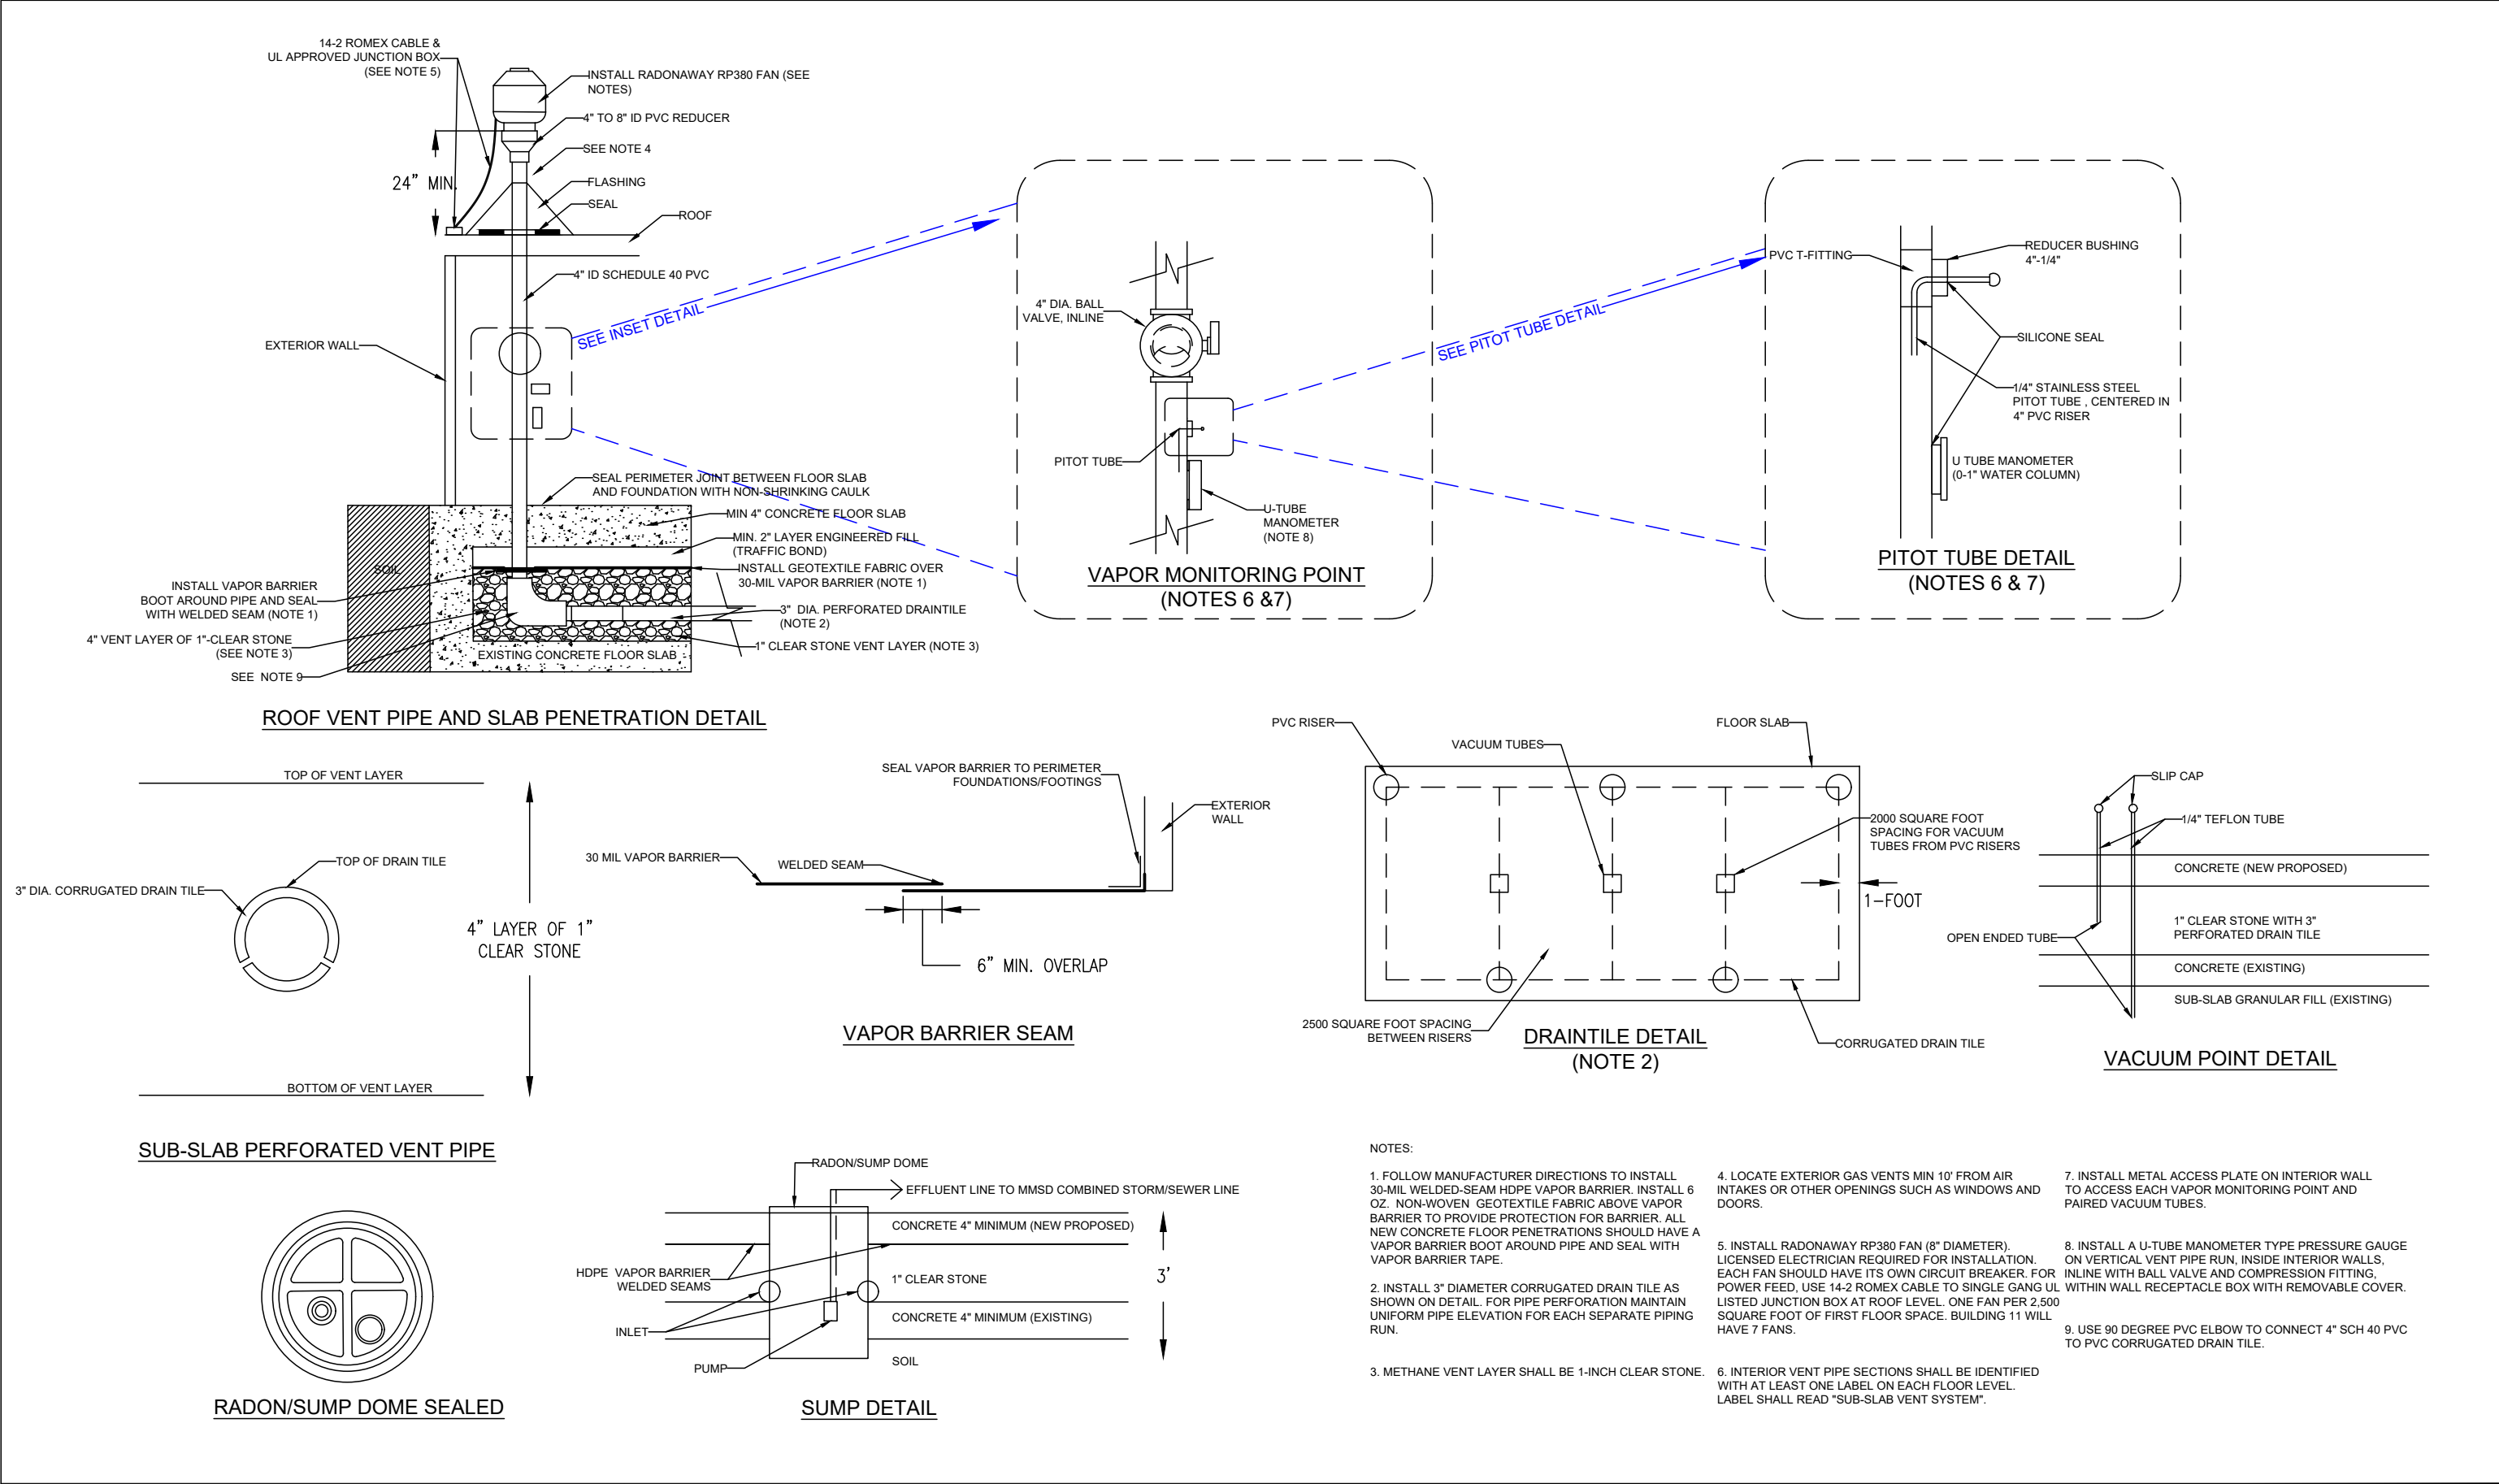 14-2 ROMEX CABLE &
UL APPROVED JUNCTION BOX
(SEE NOTE 5)
INSTALL RADONAWAY RP380 FAN (SEE
NOTES)
4" TO 8" ID PVC REDUCER
SEE NOTE 4
24" MIN.
FLASHING
SEAL
ROOF
4" ID SCHEDULE 40 PVC
EXTERIOR WALL
SEE INSET DETAIL
SEAL PERIMETER JOINT BETWEEN FLOOR SLAB
AND FOUNDATION WITH NON-SHRINKING CAULK
MIN 4" CONCRETE FLOOR SLAB
MIN. 2" LAYER ENGINEERED FILL
(TRAFFIC BOND)
SOIL
INSTALL GEOTEXTILE FABRIC OVER
30-MIL VAPOR BARRIER (NOTE 1)
INSTALL VAPOR BARRIER
BOOT AROUND PIPE AND SEAL
WITH WELDED SEAM (NOTE 1)
3" DIA. PERFORATED DRAINTILE
(NOTE 2)
4" VENT LAYER OF 1"-CLEAR STONE
(SEE NOTE 3)
1" CLEAR STONE VENT LAYER (NOTE 3)
EXISTING CONCRETE FLOOR SLAB
SEE NOTE 9
ROOF VENT PIPE AND SLAB PENETRATION DETAIL
4" DIA. BALL
VALVE, INLINE
PITOT TUBE
U-TUBE
MANOMETER
(NOTE 8)
VAPOR MONITORING POINT
(NOTES 6 &7)
SEE PITOT TUBE DETAIL
PVC T-FITTING
REDUCER BUSHING
4"-1/4"
SILICONE SEAL
1/4" STAINLESS STEEL
PITOT TUBE , CENTERED IN
4" PVC RISER
U TUBE MANOMETER
(0-1" WATER COLUMN)
PITOT TUBE DETAIL
(NOTES 6 & 7)
TOP OF VENT LAYER
TOP OF DRAIN TILE
3" DIA. CORRUGATED DRAIN TILE
4" LAYER OF 1"
CLEAR STONE
BOTTOM OF VENT LAYER
SUB-SLAB PERFORATED VENT PIPE
SEAL VAPOR BARRIER TO PERIMETER
FOUNDATIONS/FOOTINGS
EXTERIOR
WALL
30 MIL VAPOR BARRIER
WELDED SEAM
6" MIN. OVERLAP
VAPOR BARRIER SEAM
PVC RISER
VACUUM TUBES
FLOOR SLAB
2000 SQUARE FOOT
SPACING FOR VACUUM
TUBES FROM PVC RISERS
1-FOOT
2500 SQUARE FOOT SPACING
BETWEEN RISERS
CORRUGATED DRAIN TILE
DRAINTILE DETAIL
(NOTE 2)
SLIP CAP
1/4" TEFLON TUBE
CONCRETE (NEW PROPOSED)
1" CLEAR STONE WITH 3"
PERFORATED DRAIN TILE
OPEN ENDED TUBE
CONCRETE (EXISTING)
SUB-SLAB GRANULAR FILL (EXISTING)
VACUUM POINT DETAIL
RADON/SUMP DOME SEALED
RADON/SUMP DOME
EFFLUENT LINE TO MMSD COMBINED STORM/SEWER LINE
CONCRETE 4" MINIMUM (NEW PROPOSED)
HDPE VAPOR BARRIER
WELDED SEAMS
1" CLEAR STONE
3'
CONCRETE 4" MINIMUM (EXISTING)
INLET
SOIL
PUMP
SUMP DETAIL
NOTES:
1. FOLLOW MANUFACTURER DIRECTIONS TO INSTALL
30-MIL WELDED-SEAM HDPE VAPOR BARRIER. INSTALL 6
OZ. NON-WOVEN GEOTEXTILE FABRIC ABOVE VAPOR
BARRIER TO PROVIDE PROTECTION FOR BARRIER. ALL
NEW CONCRETE FLOOR PENETRATIONS SHOULD HAVE A
VAPOR BARRIER BOOT AROUND PIPE AND SEAL WITH
VAPOR BARRIER TAPE.
2. INSTALL 3" DIAMETER CORRUGATED DRAIN TILE AS
SHOWN ON DETAIL. FOR PIPE PERFORATION MAINTAIN
UNIFORM PIPE ELEVATION FOR EACH SEPARATE PIPING
RUN.
3. METHANE VENT LAYER SHALL BE 1-INCH CLEAR STONE.
4. LOCATE EXTERIOR GAS VENTS MIN 10' FROM AIR
INTAKES OR OTHER OPENINGS SUCH AS WINDOWS AND
DOORS.
5. INSTALL RADONAWAY RP380 FAN (8" DIAMETER).
LICENSED ELECTRICIAN REQUIRED FOR INSTALLATION.
EACH FAN SHOULD HAVE ITS OWN CIRCUIT BREAKER. FOR
POWER FEED, USE 14-2 ROMEX CABLE TO SINGLE GANG UL
LISTED JUNCTION BOX AT ROOF LEVEL. ONE FAN PER 2,500
SQUARE FOOT OF FIRST FLOOR SPACE. BUILDING 11 WILL
HAVE 7 FANS.
6. INTERIOR VENT PIPE SECTIONS SHALL BE IDENTIFIED
WITH AT LEAST ONE LABEL ON EACH FLOOR LEVEL.
LABEL SHALL READ "SUB-SLAB VENT SYSTEM".
7. INSTALL METAL ACCESS PLATE ON INTERIOR WALL
TO ACCESS EACH VAPOR MONITORING POINT AND
PAIRED VACUUM TUBES.
8. INSTALL A U-TUBE MANOMETER TYPE PRESSURE GAUGE
ON VERTICAL VENT PIPE RUN, INSIDE INTERIOR WALLS,
INLINE WITH BALL VALVE AND COMPRESSION FITTING,
WITHIN WALL RECEPTACLE BOX WITH REMOVABLE COVER.
9. USE 90 DEGREE PVC ELBOW TO CONNECT 4" SCH 40 PVC
TO PVC CORRUGATED DRAIN TILE.